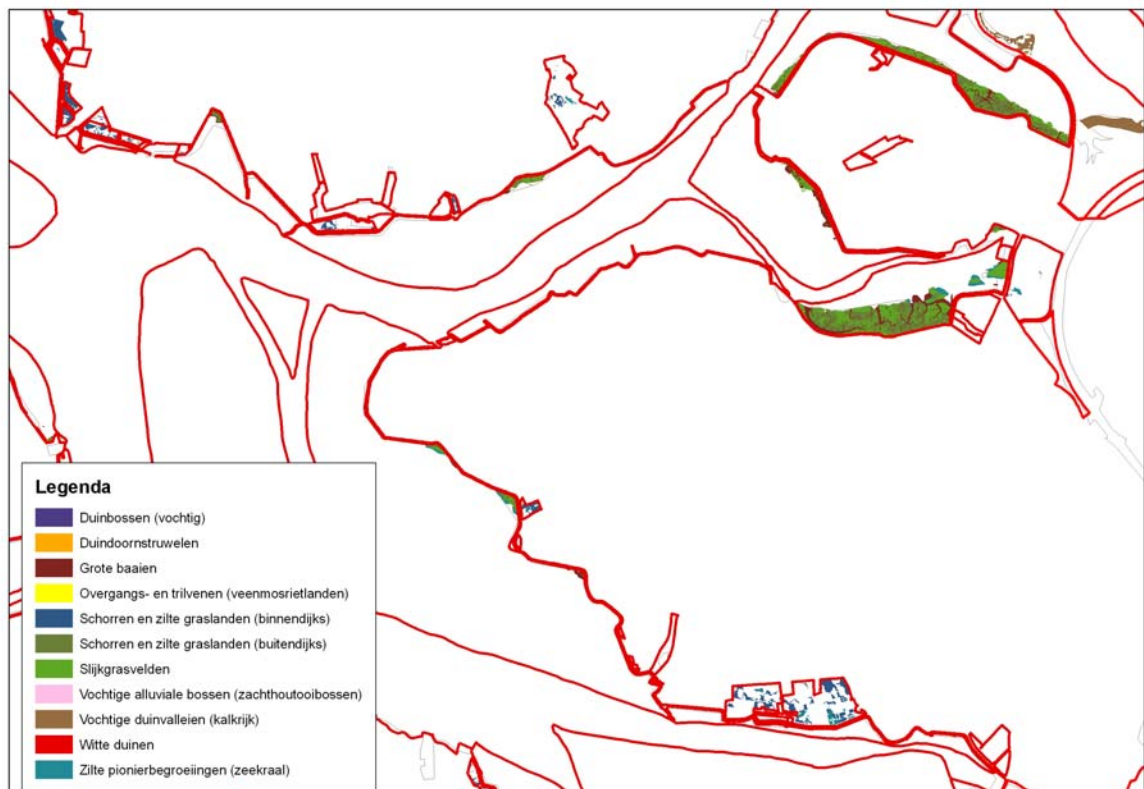 Legenda
Duinbossen (vochtig)
Duindoornstruwelen
Grote baaien
Overgangs- en trilvenen (veenmosrietlanden)
Schorren en zilte graslanden (binnendijks)
Schorren en zilte graslanden (buitendijks)
Slijkgrasvelden
Vochtige alluviale bossen (zachthoutooibossen)
Vochtige duinvalleien (kalkrijk)
Witte duinen
Zilte pionierbegroeiingen (zeekraal)